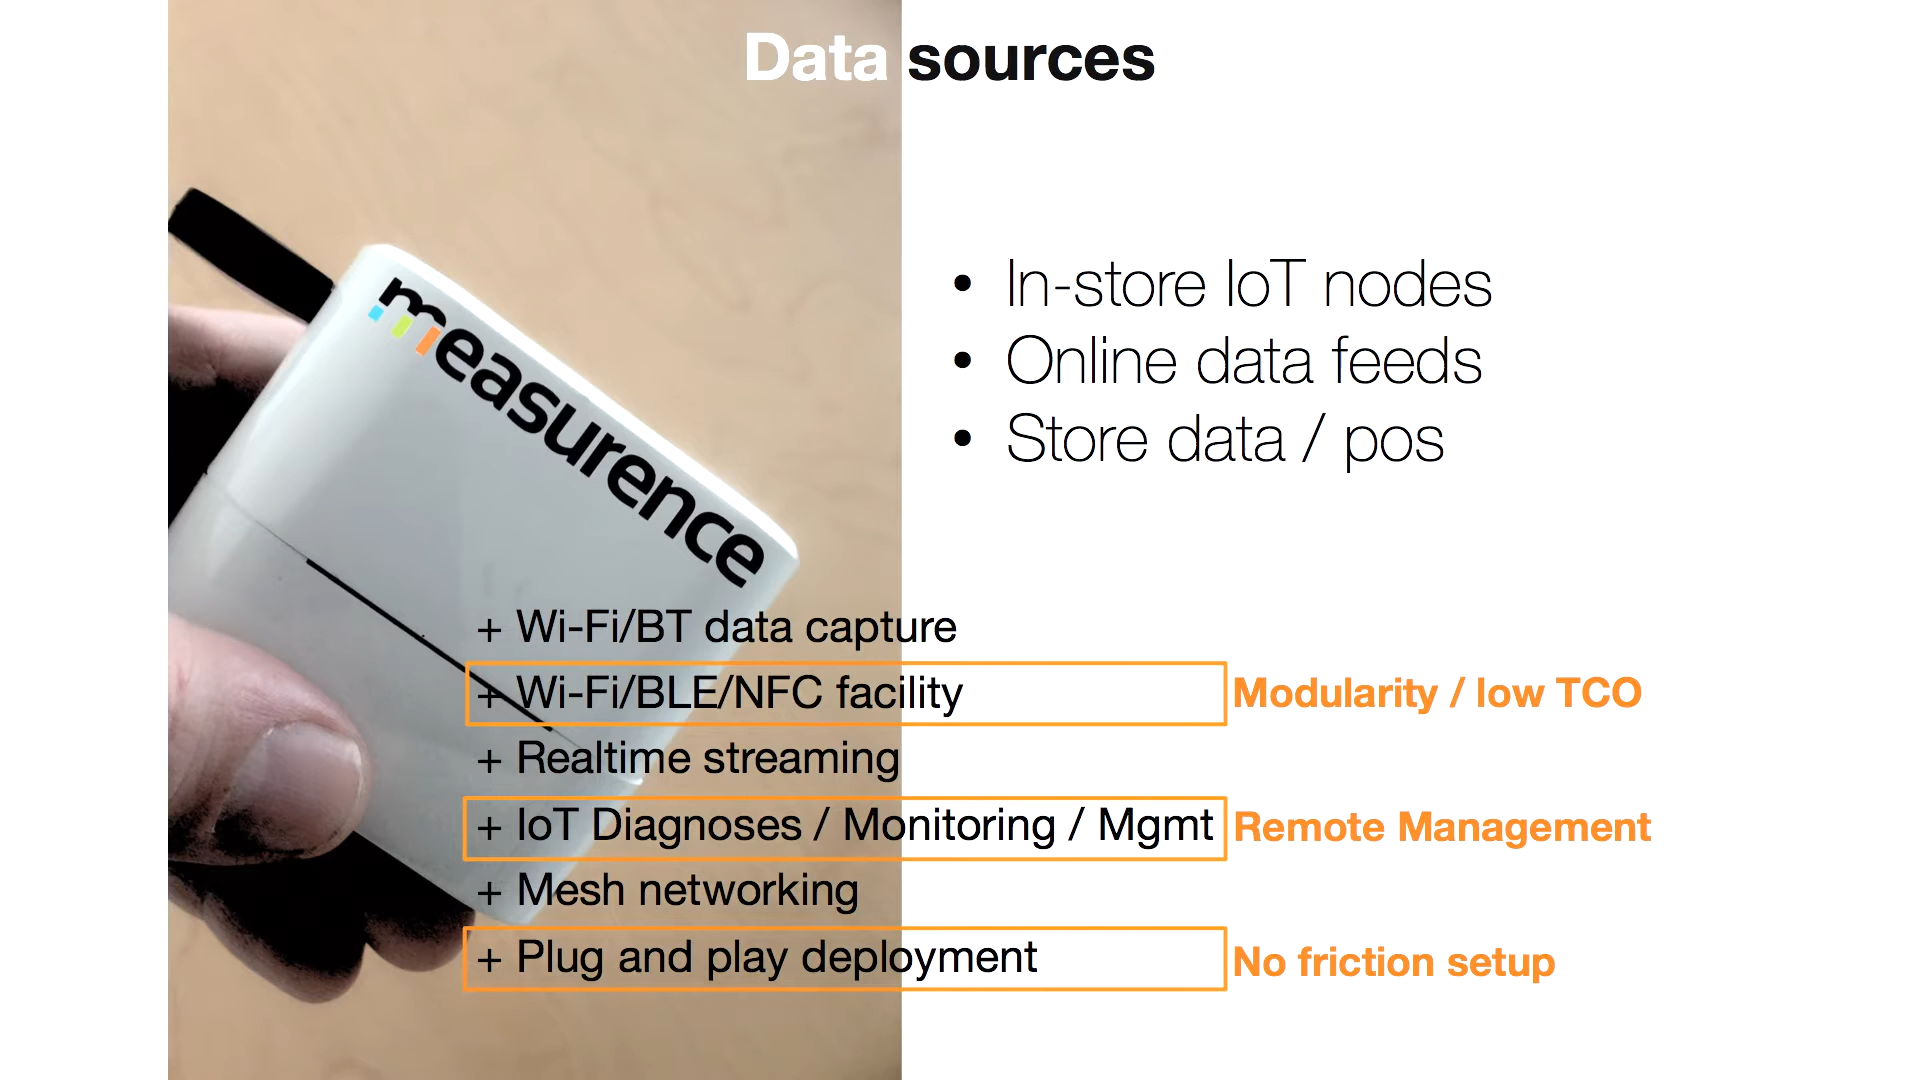 Data sources
measurence
• In-store IoT nodes
• Online data feeds
• Store data / pos
+ Wi-Fi/BT data capture
+ Wi-Fi/BLE/NFC facility Modularity / low TCO
+ Realtime streaming
+ IoT Diagnoses / Monitoring / Mgmt Remote Management
+ Mesh networking
+ Plug and play deployment No friction setup